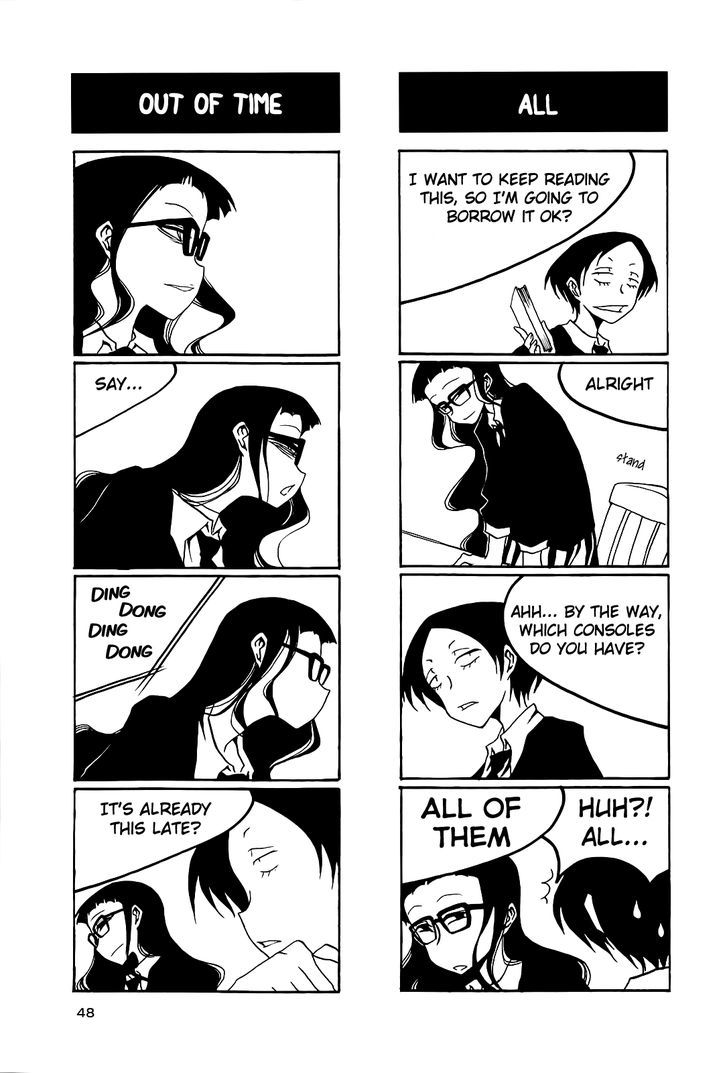 OUT OF TIME
SAY...
DING
DONG
DING
DONG
IT'S ALREADY
THIS LATE?
ALL
I WANT TO KEEP READING
THIS, SO I'M GOING TO
BORROW IT OK?
ALRIGHT
stand
AHH... BY THE WAY,
WHICH CONSOLES
DO YOU HAVE?
ALL OF
THEM
HUH?!
ALL...
48